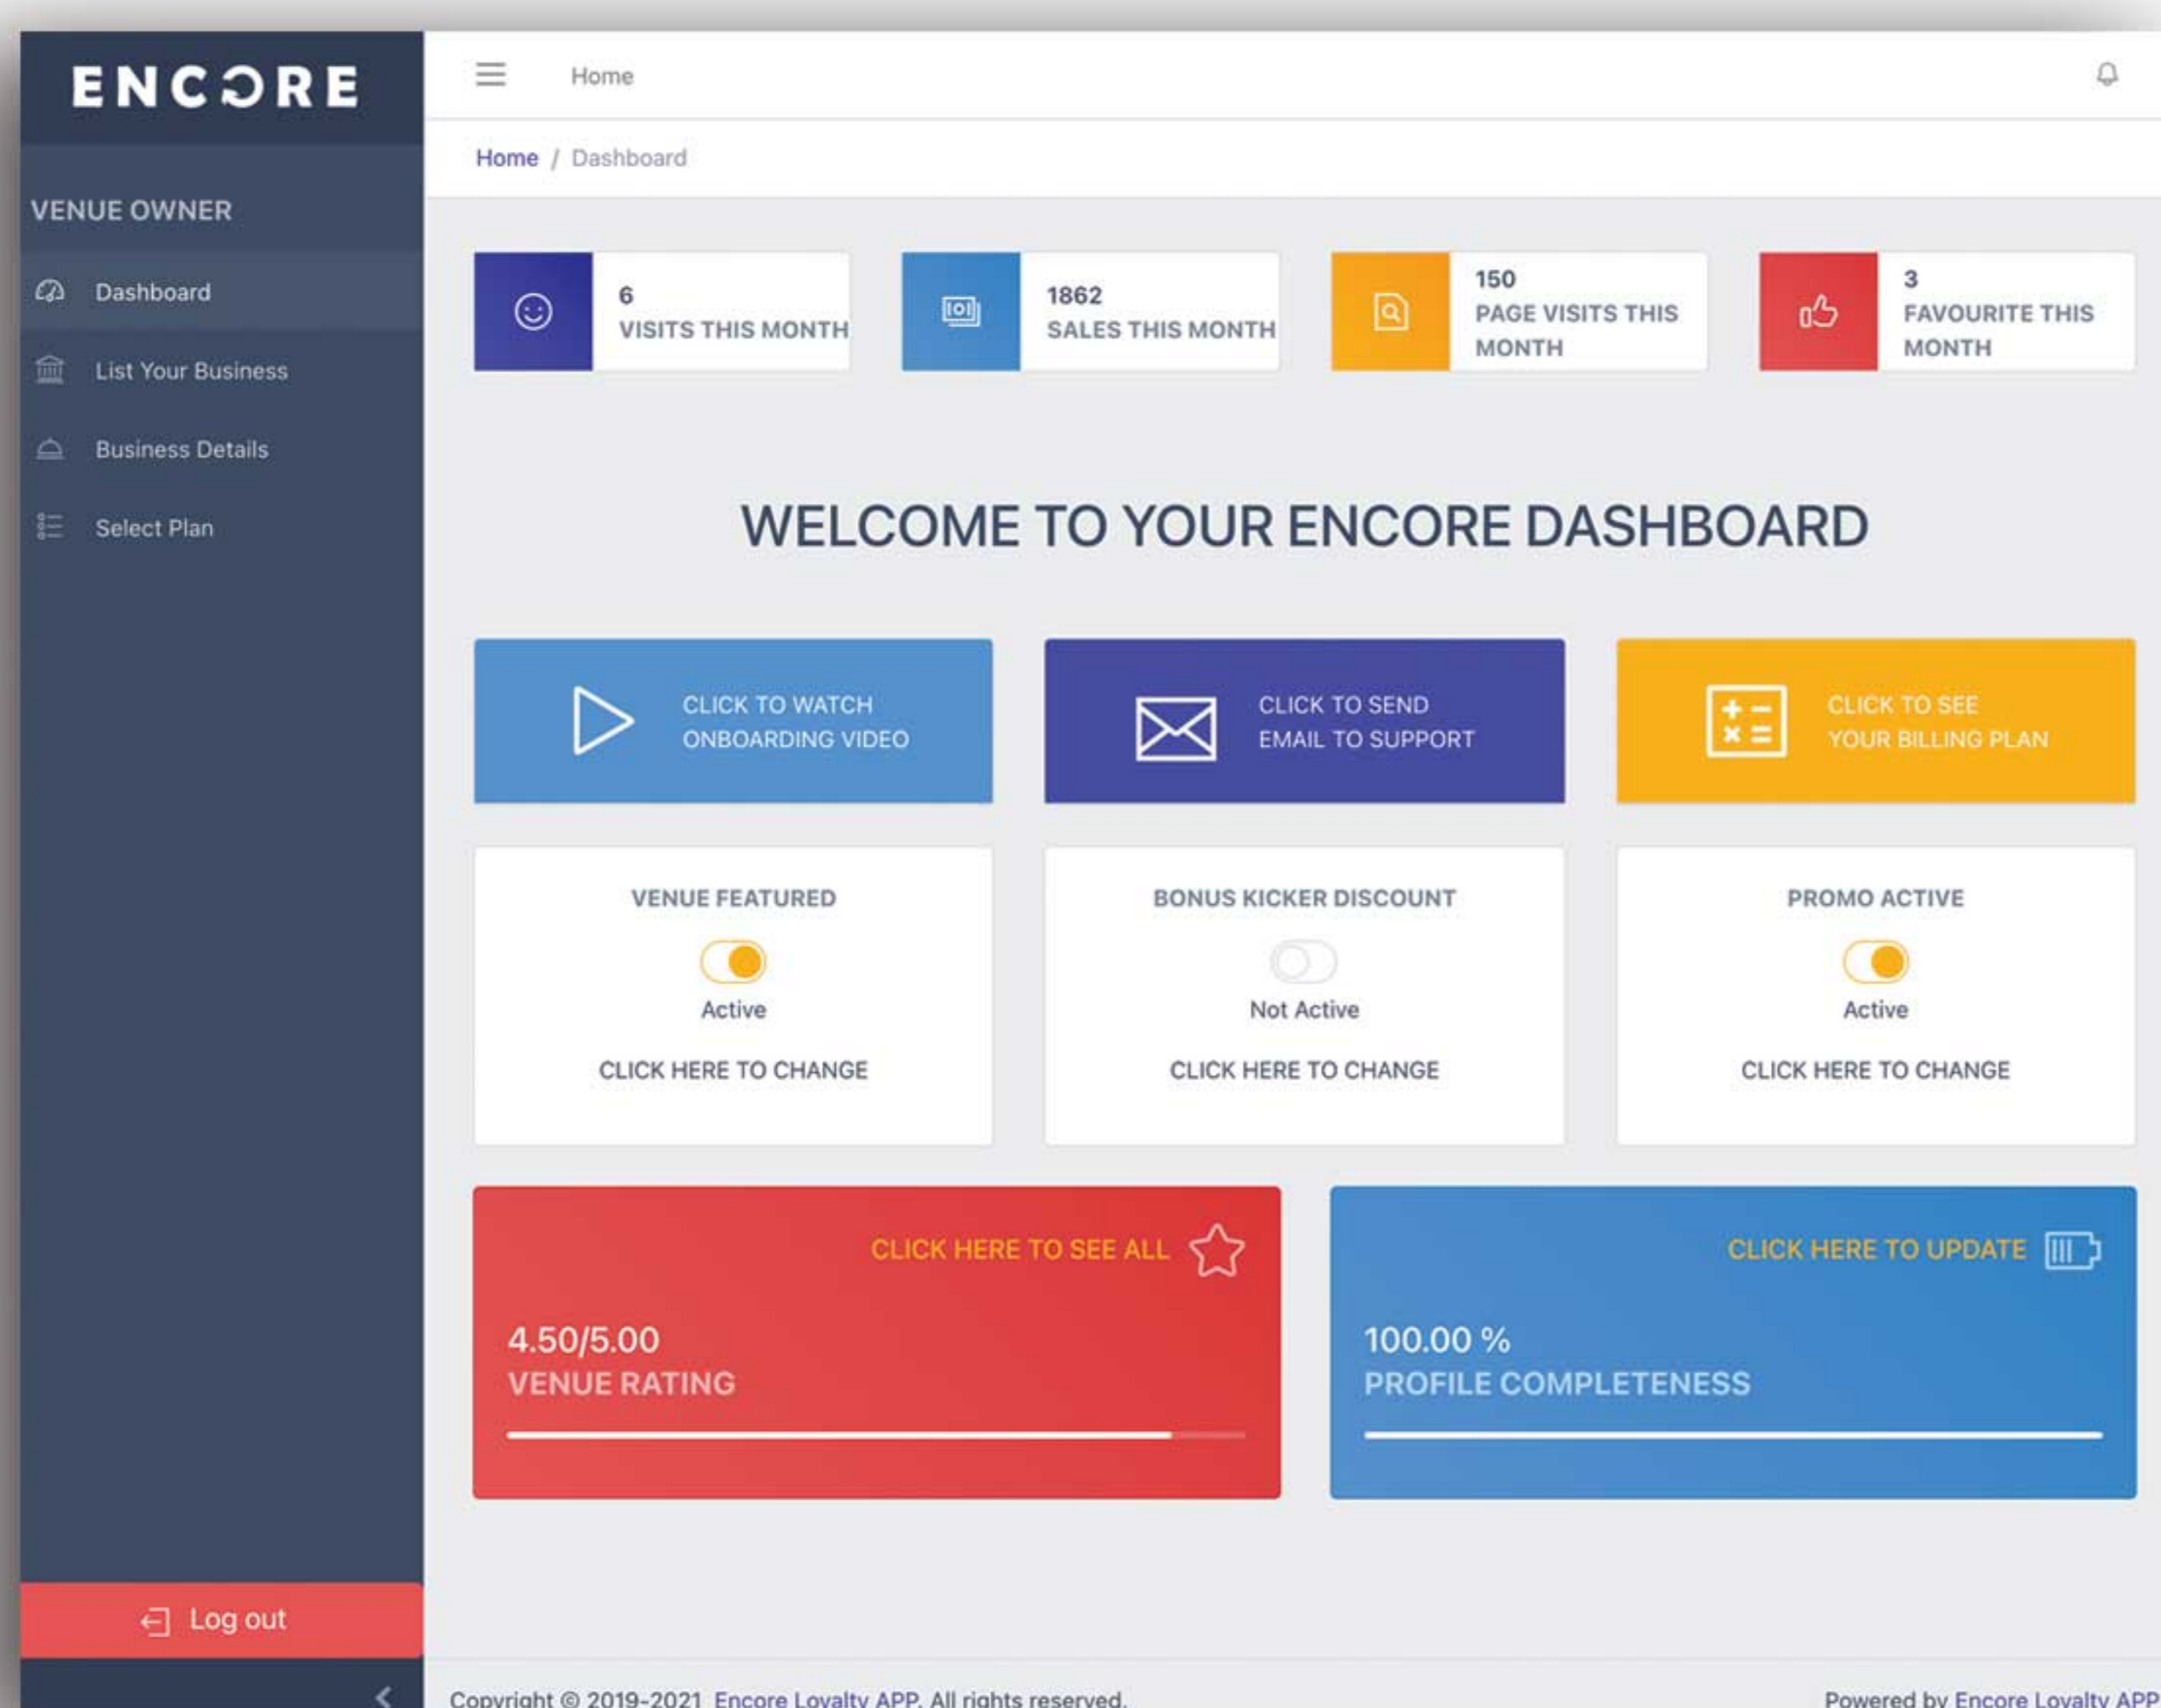 ENCORE
Home
Home / Dashboard
VENUE OWNER
Dashboard
List Your Business
Business Details
Select Plan
Log out
6
VISITS THIS MONTH
1862
SALES THIS MONTH
150
PAGE VISITS THIS
MONTH
3
FAVOURITE THIS
MONTH
WELCOME TO YOUR ENCORE DASHBOARD
CLICK TO WATCH
ONBOARDING VIDEO
CLICK TO SEND
EMAIL TO SUPPORT
CLICK TO SEE
YOUR BILLING PLAN
VENUE FEATURED
Active
CLICK HERE TO CHANGE
BONUS KICKER DISCOUNT
Not Active
CLICK HERE TO CHANGE
PROMO ACTIVE
Active
CLICK HERE TO CHANGE
CLICK HERE TO SEE ALL
4.50/5.00
VENUE RATING
CLICK HERE TO UPDATE
100.00 %
PROFILE COMPLETENESS
Copyright © 2019-2021 Encore Loyalty APP. All rights reserved.
Powered by Encore Loyalty APP